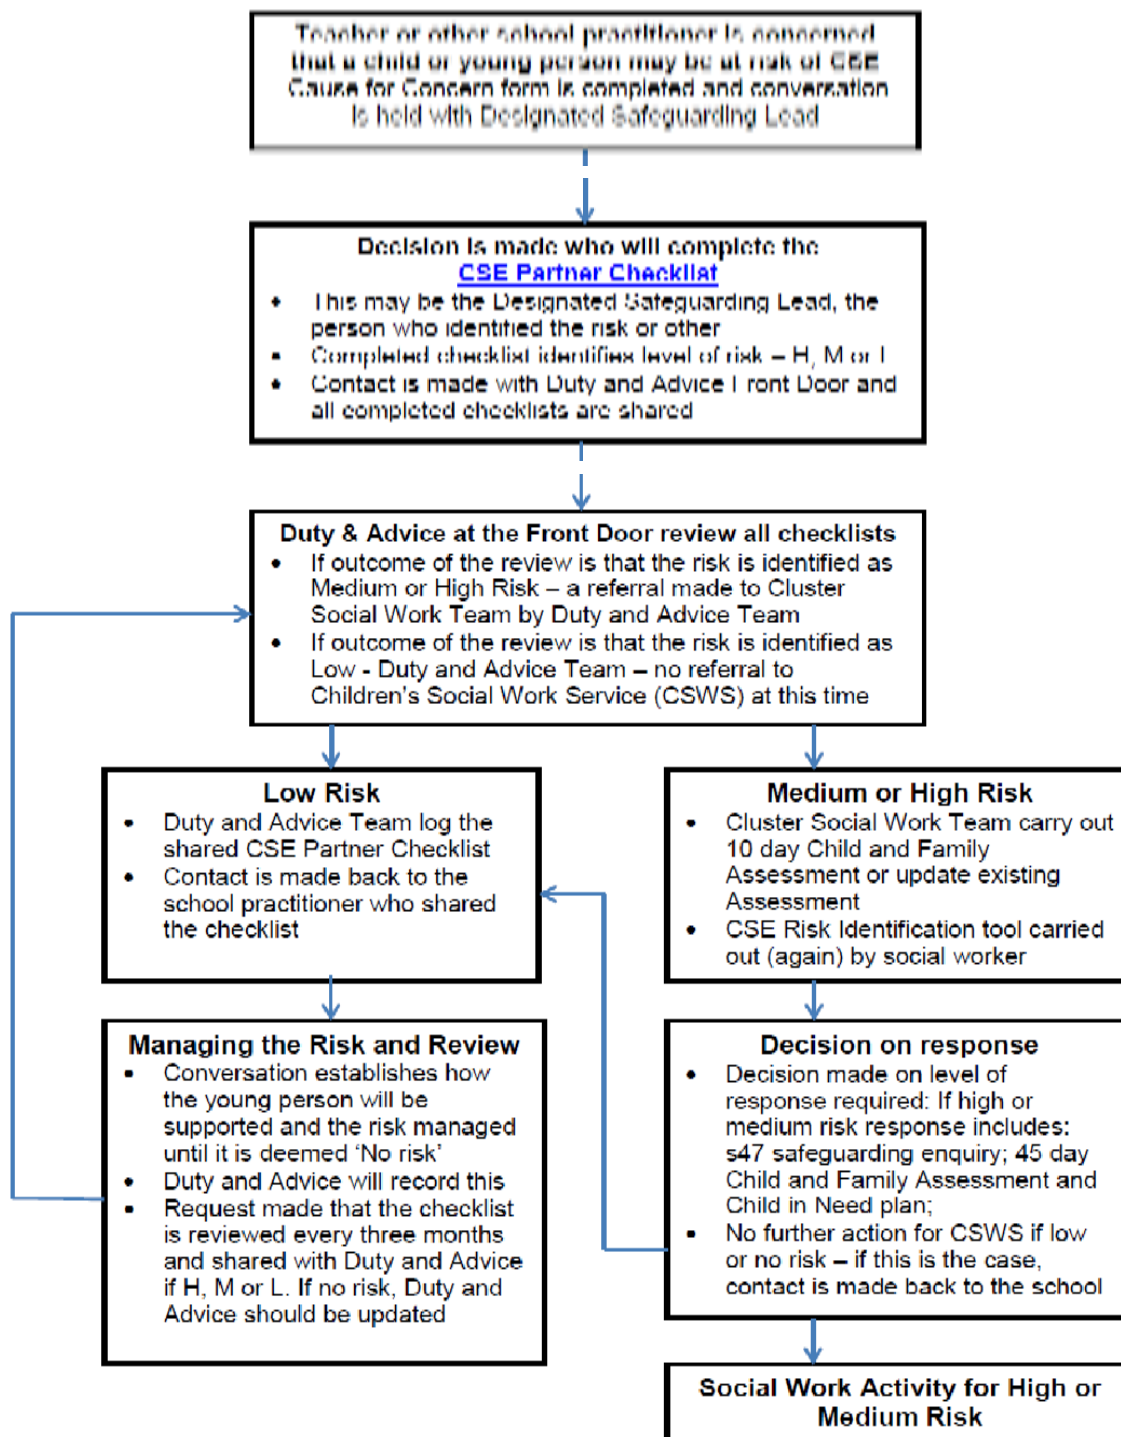 Teacher or other school practitioner is concerned
that a child or young person may be at risk of CSE
Cause for Concern form is completed and conversation
is held with Designated Safeguarding Lead
Decision is made who will complete the
CSE Partner Checklist
• This may be the Designated Safeguarding Lead, the
person who identified the risk or other
• Completed checklist identifies level of risk – H, M or L
• Contact is made with Duty and Advice Front Door and
all completed checklists are shared
Duty & Advice at the Front Door review all checklists
• If outcome of the review is that the risk is identified as
Medium or High Risk – a referral made to Cluster
Social Work Team by Duty and Advice Team
• If outcome of the review is that the risk is identified as
Low - Duty and Advice Team – no referral to
Children's Social Work Service (CSWS) at this time
Low Risk
• Duty and Advice Team log the
shared CSE Partner Checklist
• Contact is made back to the
school practitioner who shared
the checklist
Medium or High Risk
• Cluster Social Work Team carry out
10 day Child and Family
Assessment or update existing
Assessment
• CSE Risk Identification tool carried
out (again) by social worker
Managing the Risk and Review
• Conversation establishes how
the young person will be
supported and the risk managed
until it is deemed 'No risk'
• Duty and Advice will record this
• Request made that the checklist
is reviewed every three months
and shared with Duty and Advice
if H, M or L. If no risk, Duty and
Advice should be updated
Decision on response
• Decision made on level of
response required: If high or
medium risk response includes:
s47 safeguarding enquiry; 45 day
Child and Family Assessment and
Child in Need plan;
• No further action for CSWS if low
or no risk – if this is the case,
contact is made back to the school
Social Work Activity for High or
Medium Risk